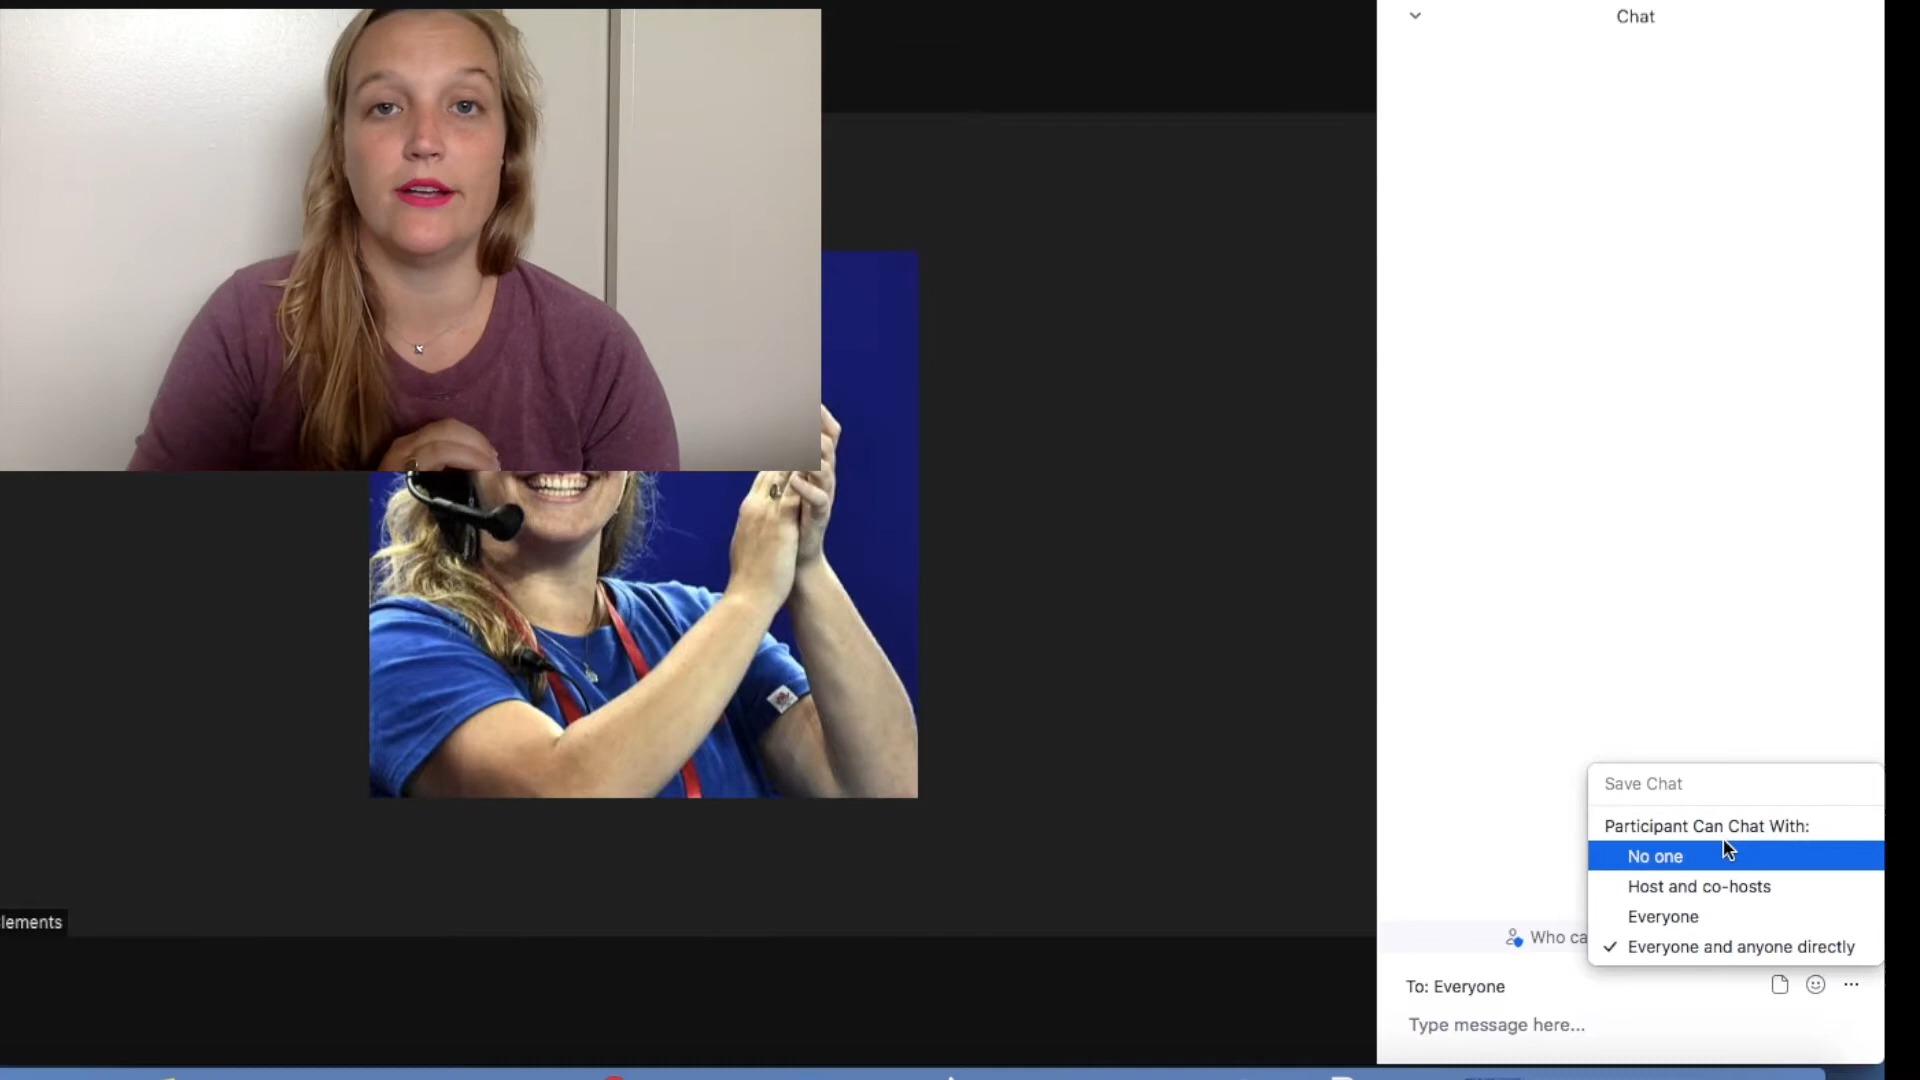 Chat
Save Chat
Participant Can Chat With:
No one
Host and co-hosts
Everyone
Everyone and anyone directly
lements
Who ca
To: Everyone
Type message here...